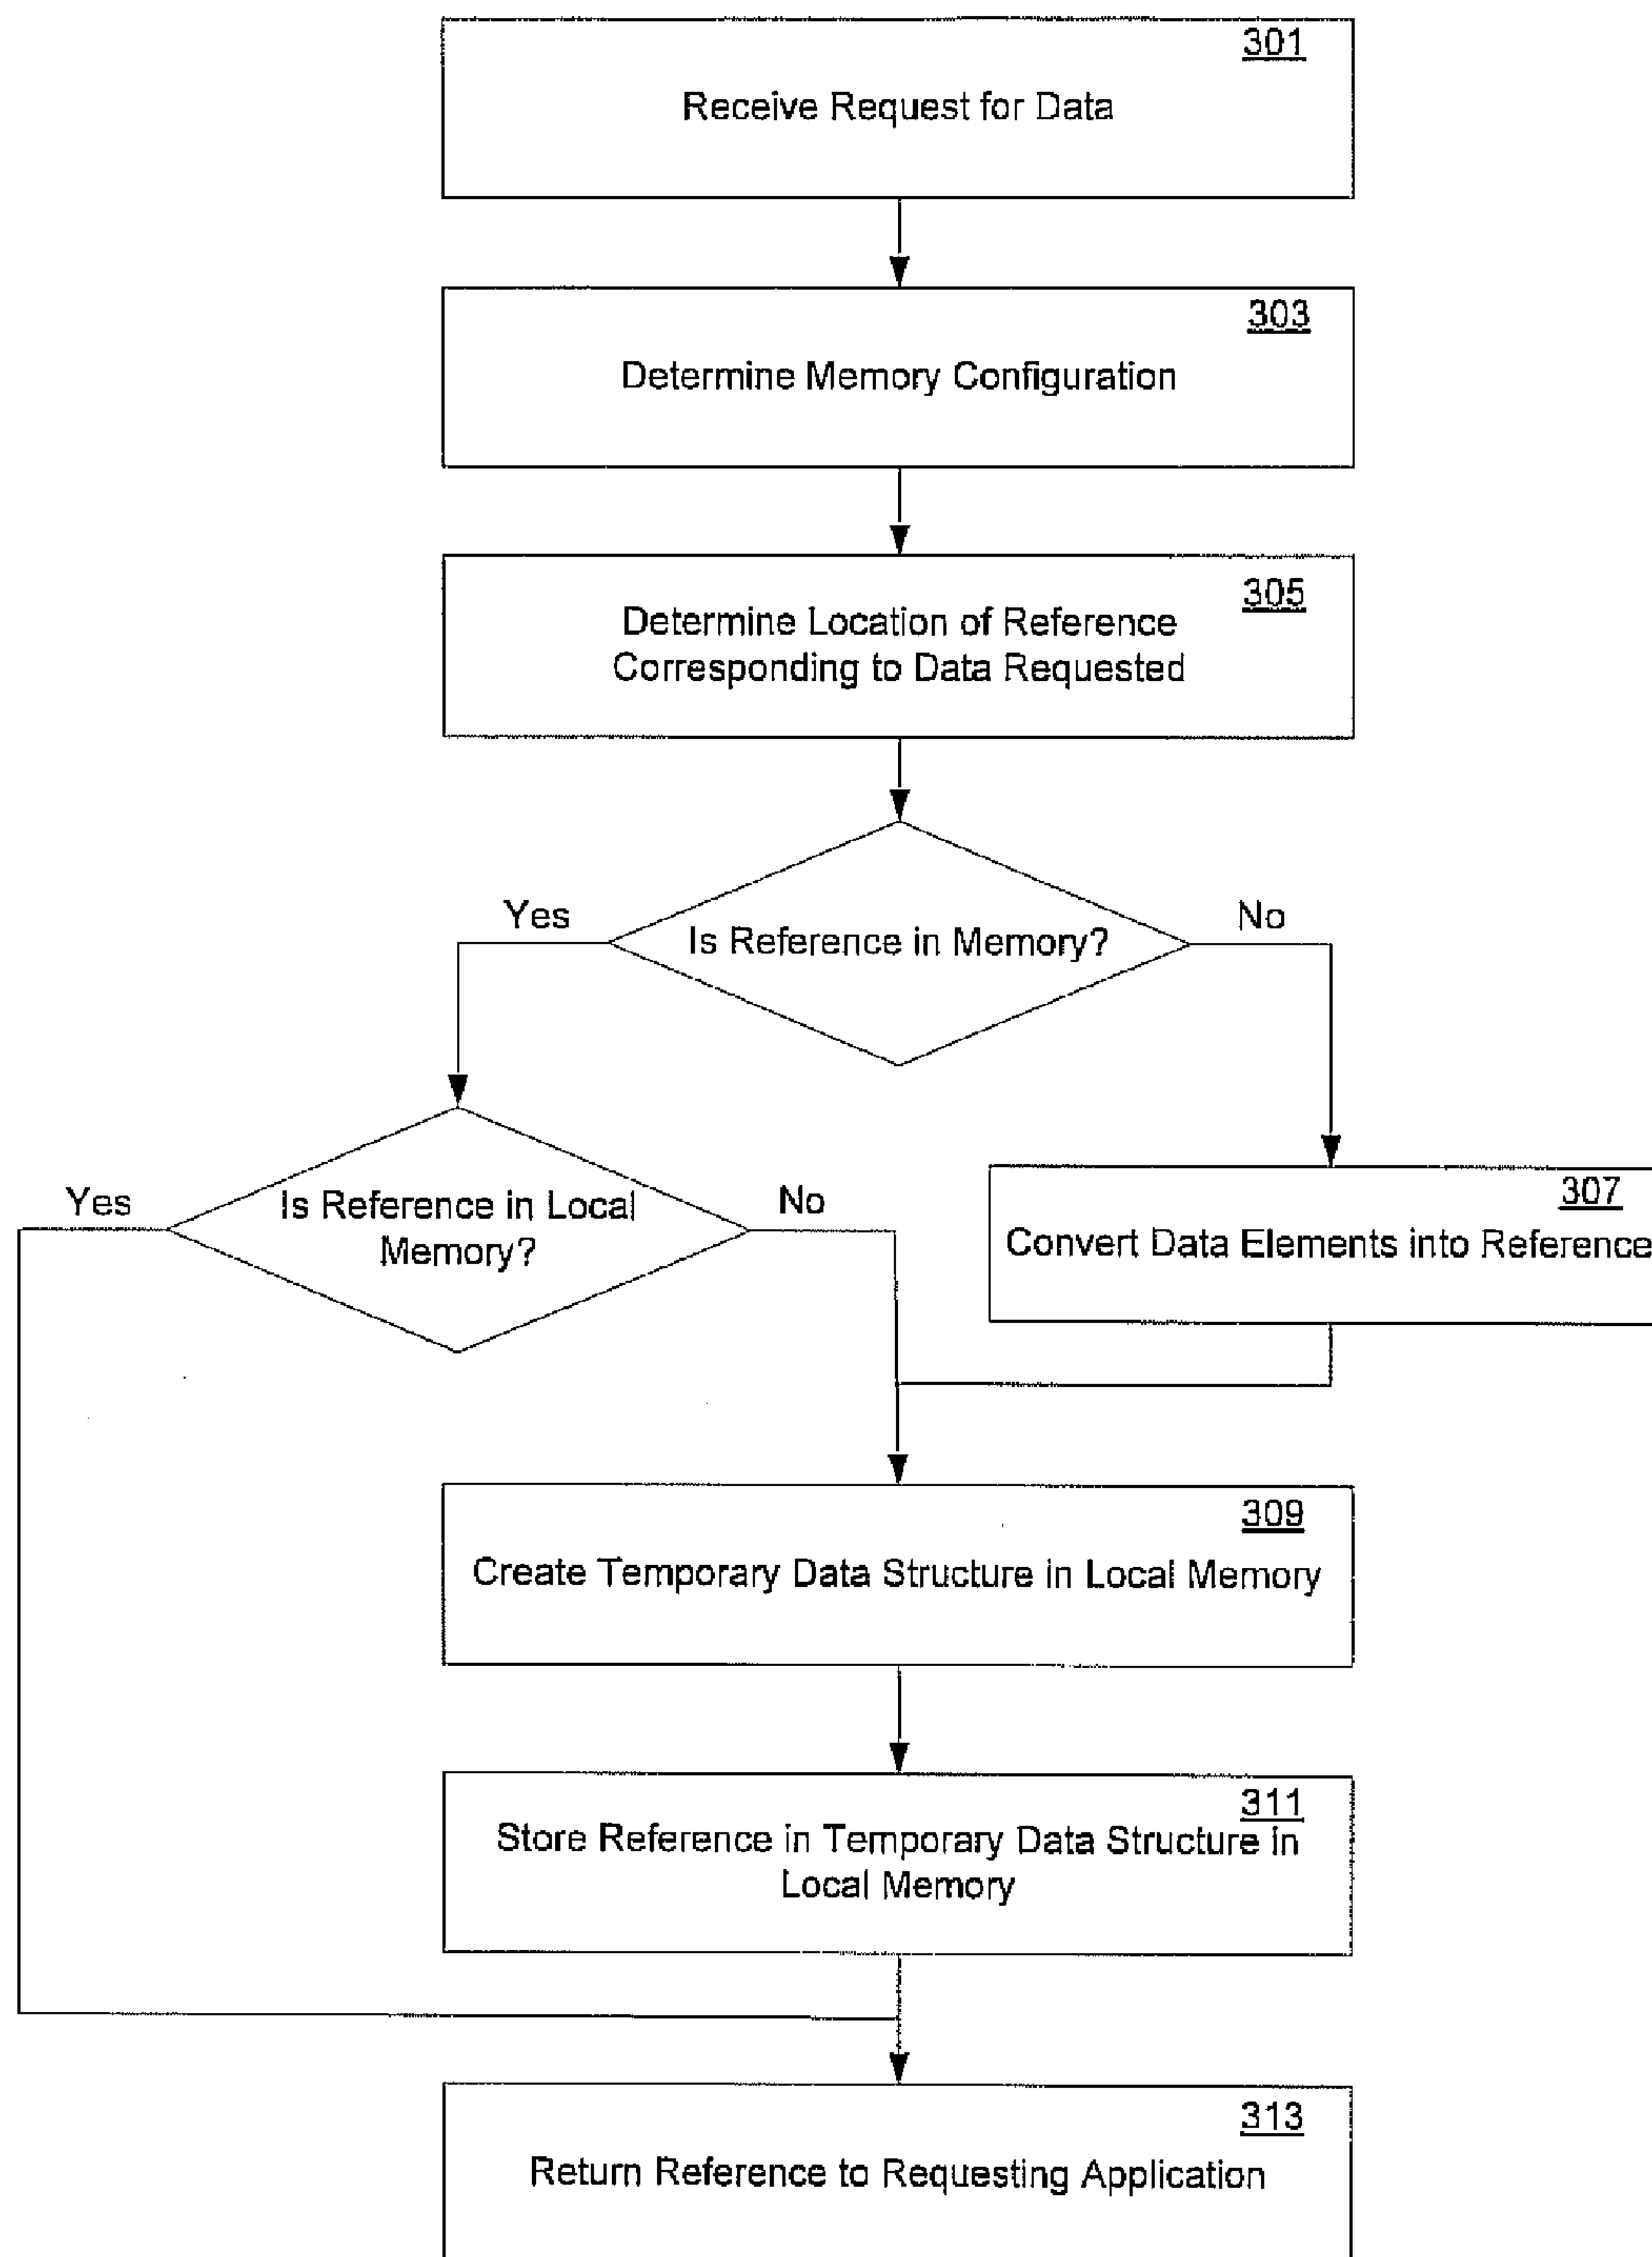 301
Receive Request for Data
303
Determine Memory Configuration
305
Determine Location of Reference
Corresponding to Data Requested
Yes
Is Reference in Memory?
No
Yes
Is Reference in Local
Memory?
No
307
Convert Data Elements into Reference
309
Create Temporary Data Structure in Local Memory
311
Store Reference in Temporary Data Structure in
Local Memory
313
Return Reference to Requesting Application